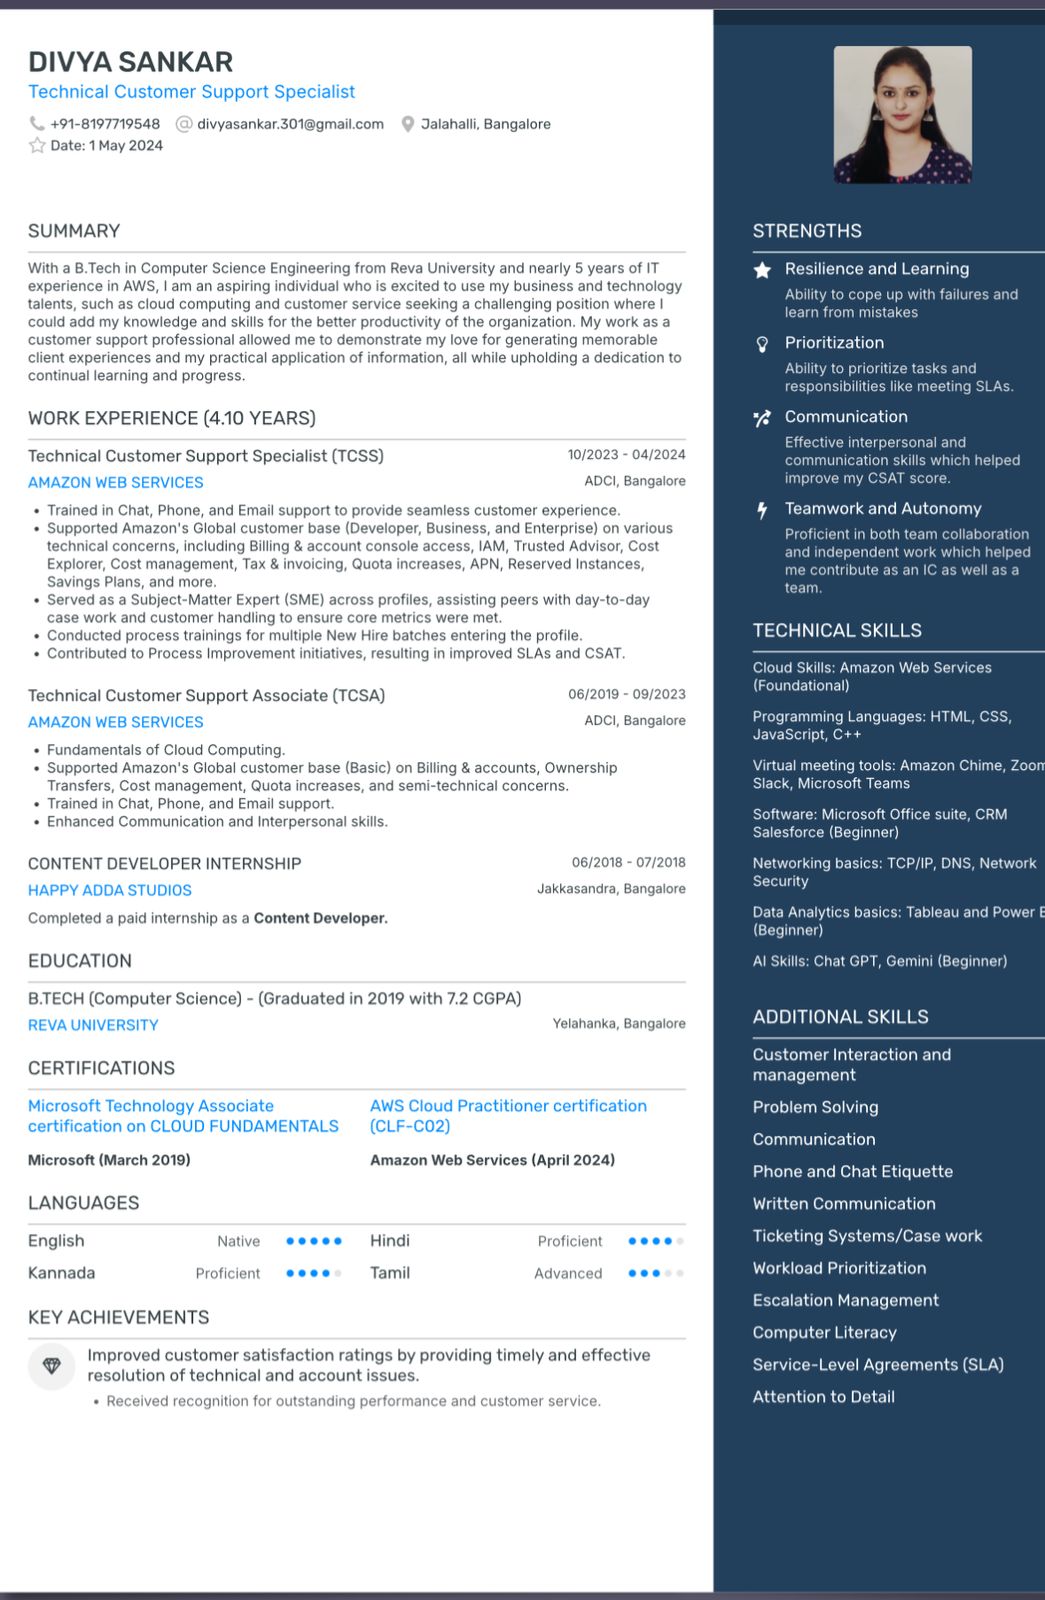 DIVYA SANKAR
Technical Customer Support Specialist
+91-8197719548 divyasankar.301@gmail.com Jalahalli, Bangalore
Date: 1 May 2024
SUMMARY
With a B.Tech in Computer Science Engineering from Reva University and nearly 5 years of IT
experience in AWS, I am an aspiring individual who is excited to use my business and technology
talents, such as cloud computing and customer service seeking a challenging position where I
could add my knowledge and skills for the better productivity of the organization. My work as a
customer support professional allowed me to demonstrate my love for generating memorable
client experiences and my practical application of information, all while upholding a dedication to
continual learning and progress.
WORK EXPERIENCE (4.10 YEARS)
Technical Customer Support Specialist (TCSS) 10/2023 - 04/2024
AMAZON WEB SERVICES ADCI, Bangalore
• Trained in Chat, Phone, and Email support to provide seamless customer experience.
• Supported Amazon's Global customer base (Developer, Business, and Enterprise) on various
technical concerns, including Billing & account console access, IAM, Trusted Advisor, Cost
Explorer, Cost management, Tax & invoicing, Quota increases, APN, Reserved Instances,
Savings Plans, and more.
• Served as a Subject-Matter Expert (SME) across profiles, assisting peers with day-to-day
case work and customer handling to ensure core metrics were met.
• Conducted process trainings for multiple New Hire batches entering the profile.
• Contributed to Process Improvement initiatives, resulting in improved SLAs and CSAT.
Technical Customer Support Associate (TCSA) 06/2019 - 09/2023
AMAZON WEB SERVICES ADCI, Bangalore
• Fundamentals of Cloud Computing.
• Supported Amazon's Global customer base (Basic) on Billing & accounts, Ownership
Transfers, Cost management, Quota increases, and semi-technical concerns.
• Trained in Chat, Phone, and Email support.
• Enhanced Communication and Interpersonal skills.
CONTENT DEVELOPER INTERNSHIP 06/2018 - 07/2018
HAPPY ADDA STUDIOS Jakkasandra, Bangalore
Completed a paid internship as a Content Developer.
EDUCATION
B.TECH (Computer Science) - (Graduated in 2019 with 7.2 CGPA)
REVA UNIVERSITY Yelahanka, Bangalore
CERTIFICATIONS
Microsoft Technology Associate
certification on CLOUD FUNDAMENTALS
Microsoft (March 2019)
AWS Cloud Practitioner certification
(CLF-C02)
Amazon Web Services (April 2024)
LANGUAGES
English Native
Hindi Proficient
Kannada Proficient
Tamil Advanced
KEY ACHIEVEMENTS
Improved customer satisfaction ratings by providing timely and effective
resolution of technical and account issues.
• Received recognition for outstanding performance and customer service.
STRENGTHS
Resilience and Learning
Ability to cope up with failures and
learn from mistakes
Prioritization
Ability to prioritize tasks and
responsibilities like meeting SLAs.
Communication
Effective interpersonal and
communication skills which helped
improve my CSAT score.
Teamwork and Autonomy
Proficient in both team collaboration
and independent work which helped
me contribute as an IC as well as a
team.
TECHNICAL SKILLS
Cloud Skills: Amazon Web Services
(Foundational)
Programming Languages: HTML, CSS,
JavaScript, C++
Virtual meeting tools: Amazon Chime, Zoom
Slack, Microsoft Teams
Software: Microsoft Office suite, CRM
Salesforce (Beginner)
Networking basics: TCP/IP, DNS, Network
Security
Data Analytics basics: Tableau and Power
(Beginner)
AI Skills: Chat GPT, Gemini (Beginner)
ADDITIONAL SKILLS
Customer Interaction and
management
Problem Solving
Communication
Phone and Chat Etiquette
Written Communication
Ticketing Systems/Case work
Workload Prioritization
Escalation Management
Computer Literacy
Service-Level Agreements (SLA)
Attention to Detail